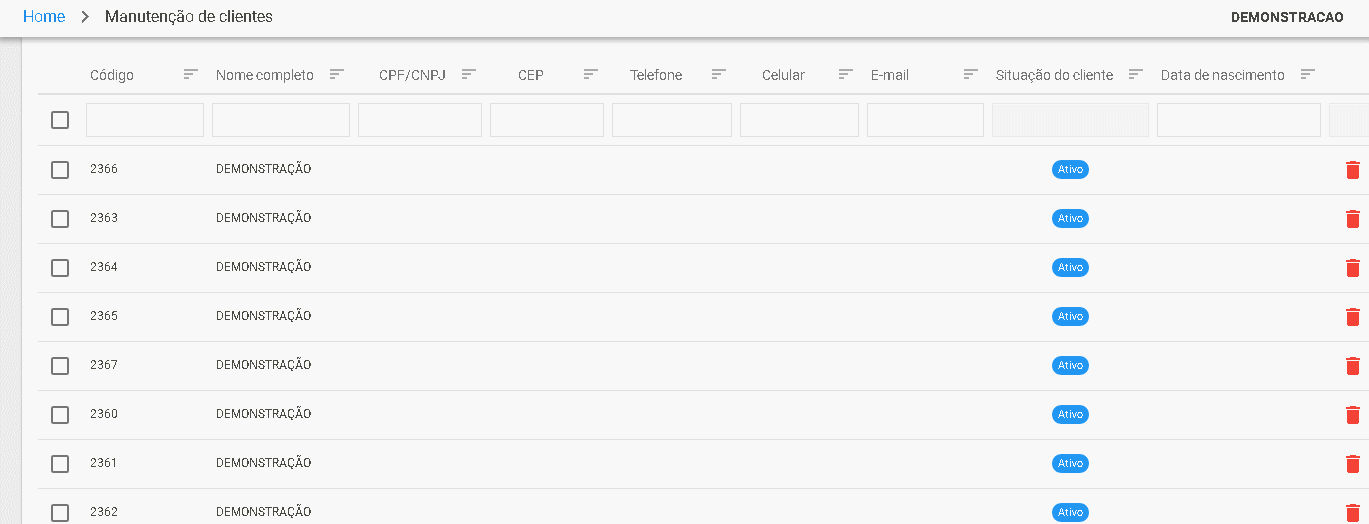 Home > Manutenção de clientes DEMONSTRACAO
Código Nome completo CPF/CNPJ CEP Telefone Celular E-mail Situação do cliente Data de nascimento
2366 DEMONSTRAÇÃO Ativo
2363 DEMONSTRAÇÃO Ativo
2364 DEMONSTRAÇÃO Ativo
2365 DEMONSTRAÇÃO Ativo
2367 DEMONSTRAÇÃO Ativo
2360 DEMONSTRAÇÃO Ativo
2361 DEMONSTRAÇÃO Ativo
2362 DEMONSTRAÇÃO Ativo